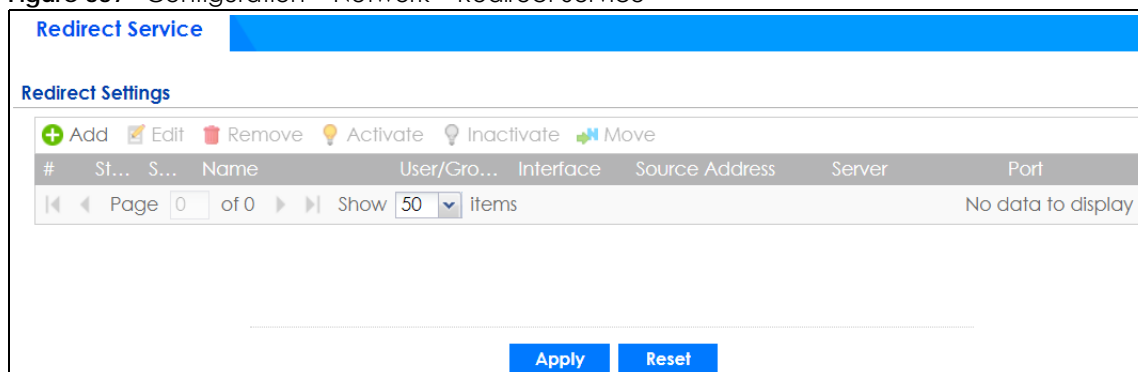 Redirect Service
Redirect Settings
Add Edit Remove Activate Inactivate Move
# St... S... Name User/Gro... Interface Source Address Server Port
Page 0 of 0 Show 50 items No data to display
Apply Reset